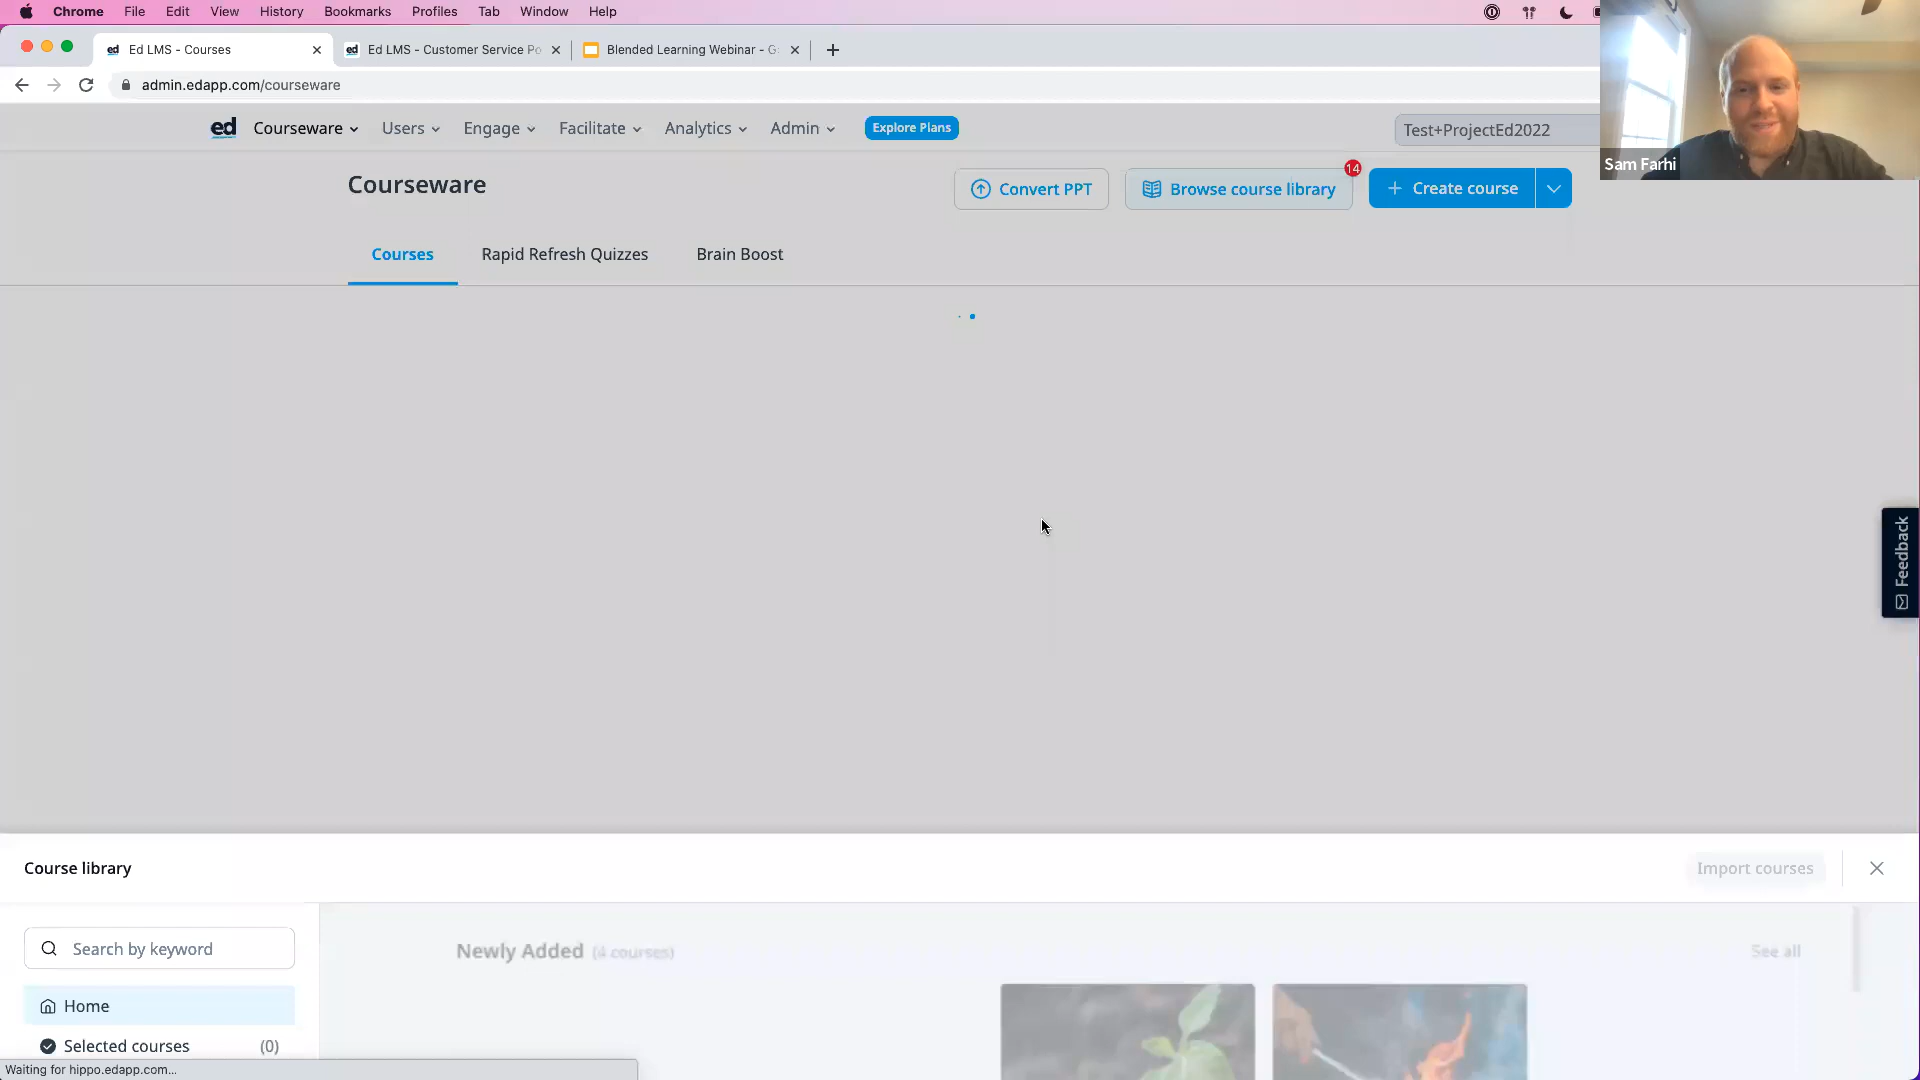 Chrome File Edit View History Bookmarks Profiles Tab Window Help
Ed LMS - Courses
Ed LMS - Customer Service Po
Blended Learning Webinar - G
admin.edapp.com/courseware
ed Courseware Users Engage Facilitate Analytics Admin Explore Plans Test+ProjectEd2022
Sam Farhi
Courseware Convert PPT Browse course library 14 + Create course
Courses Rapid Refresh Quizzes Brain Boost
Feedback
Course library Import courses
Search by keyword
Newly Added (4 courses) See all
Home
Selected courses (0)
Waiting for hippo.edapp.com...